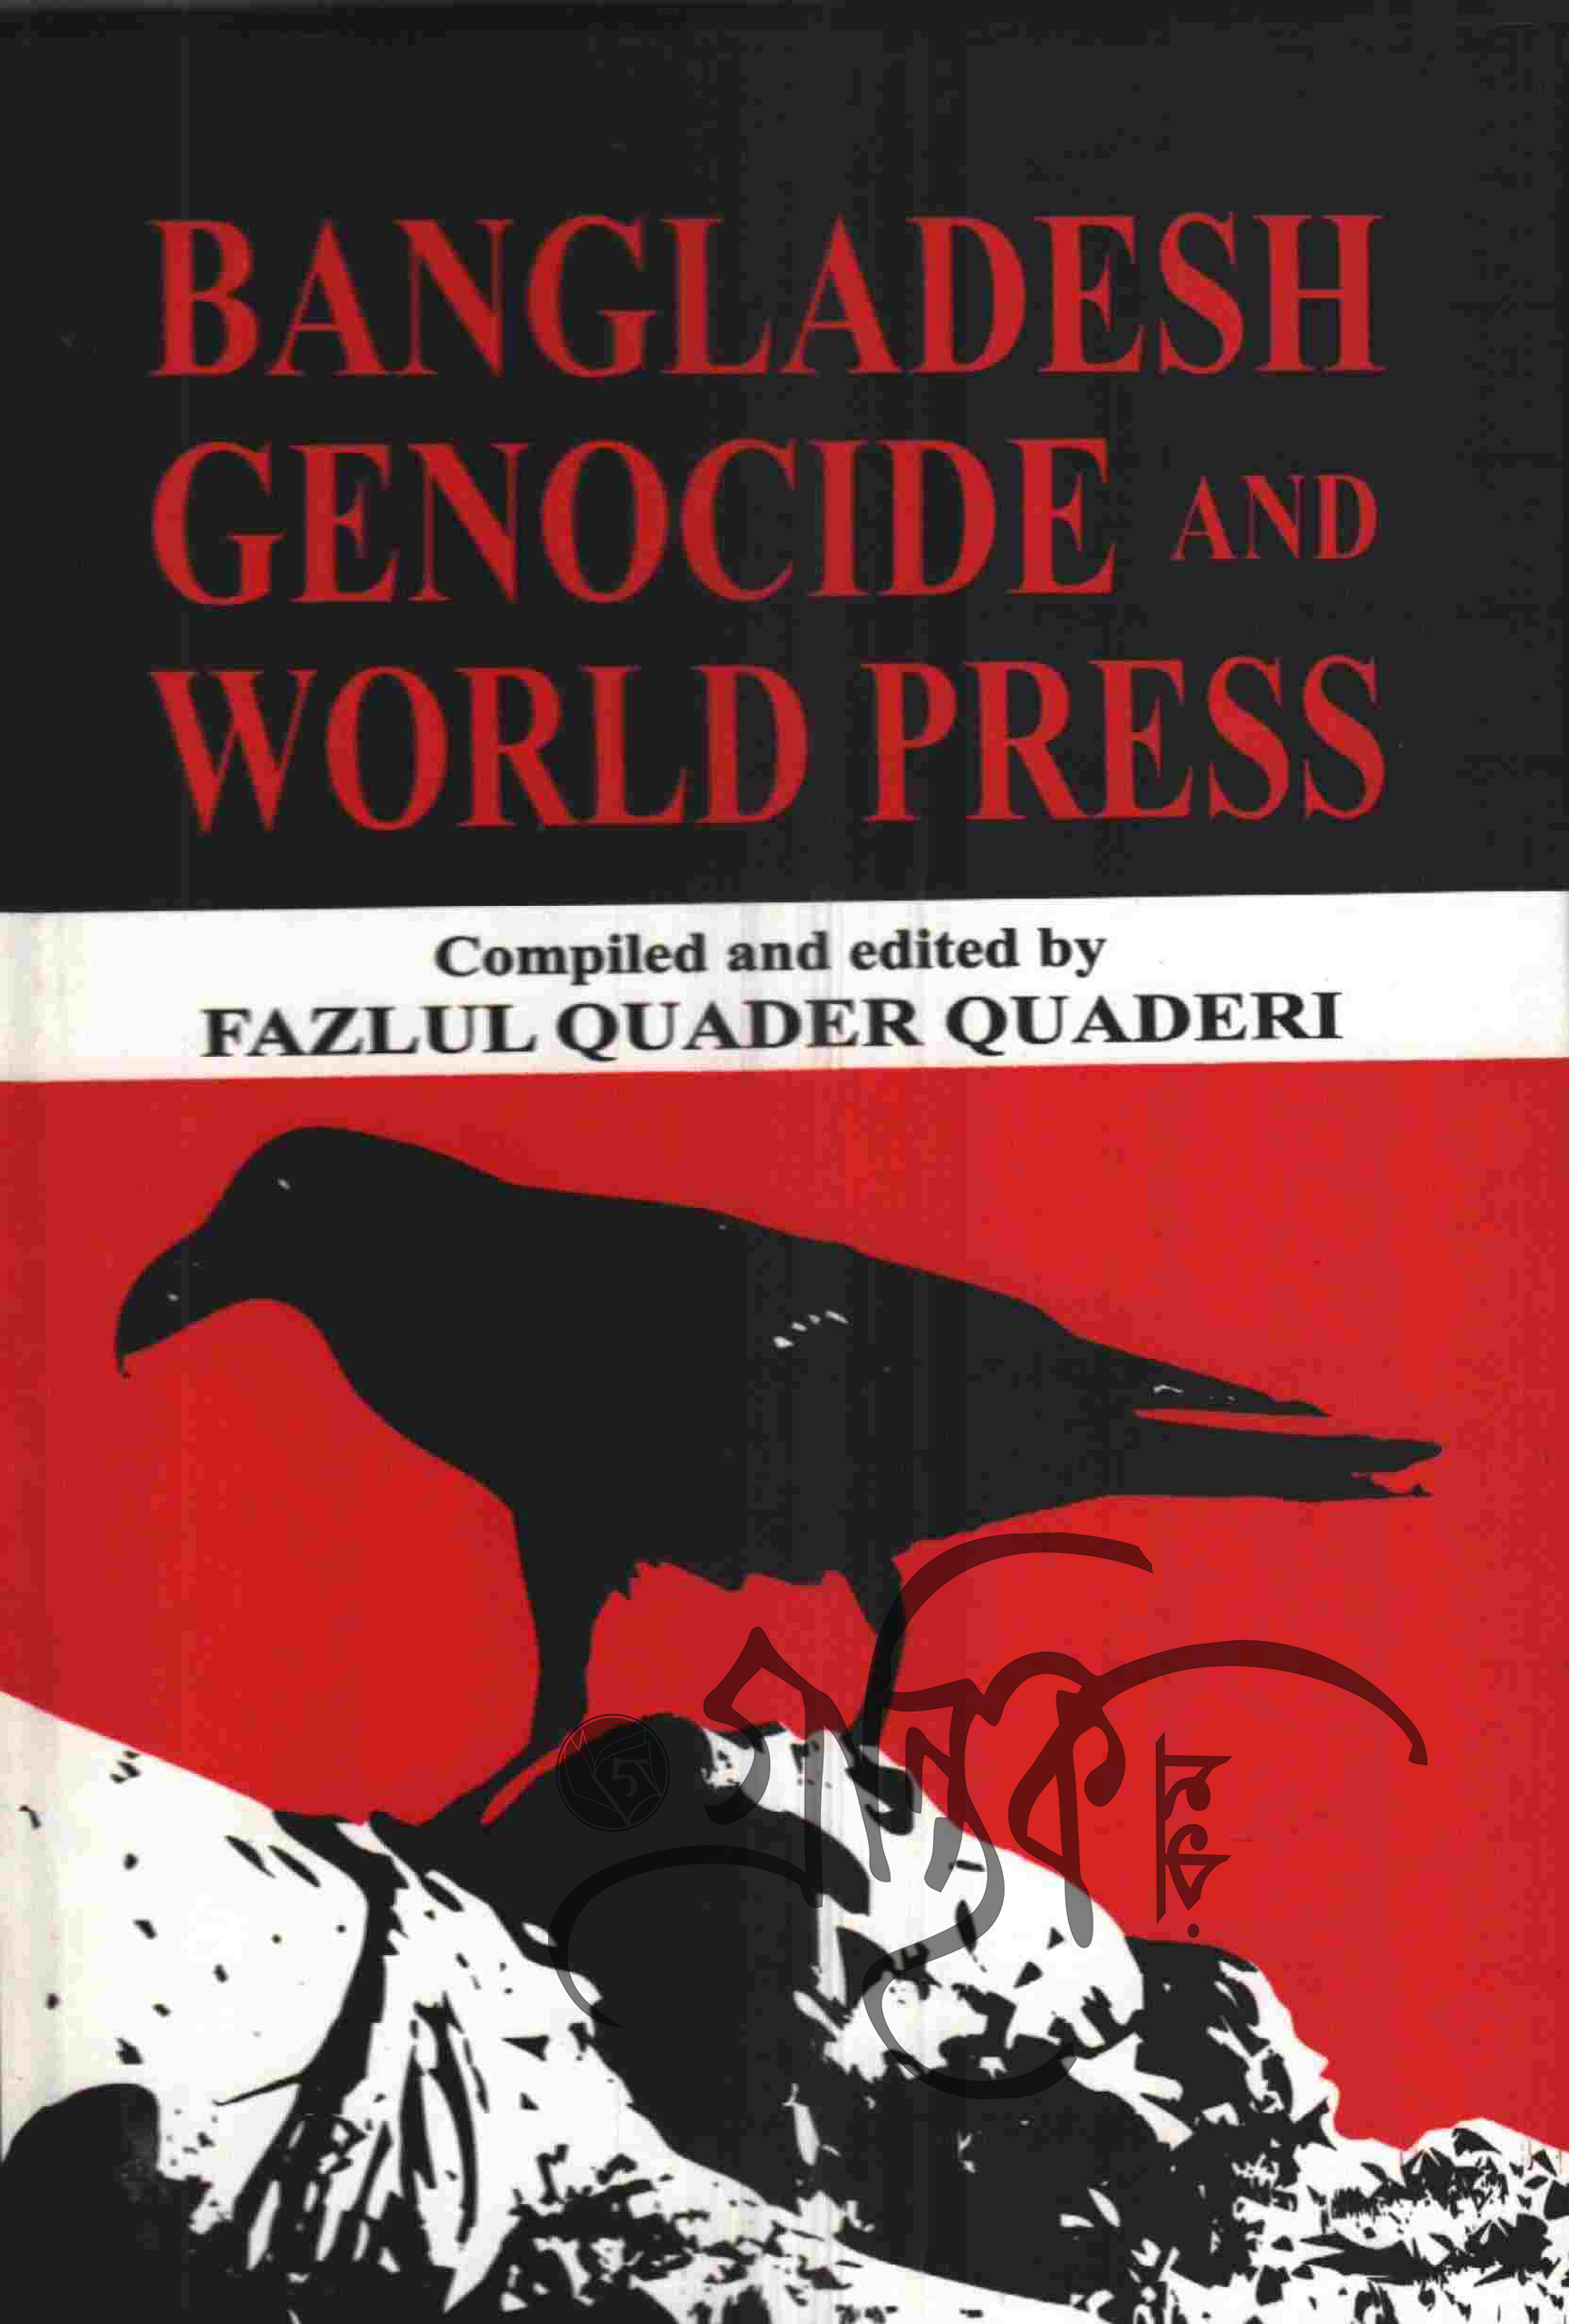 BANGLADESH
GENOCIDE AND
WORLD PRESS
Compiled and edited by
FAZLUL QUADER QUADERI